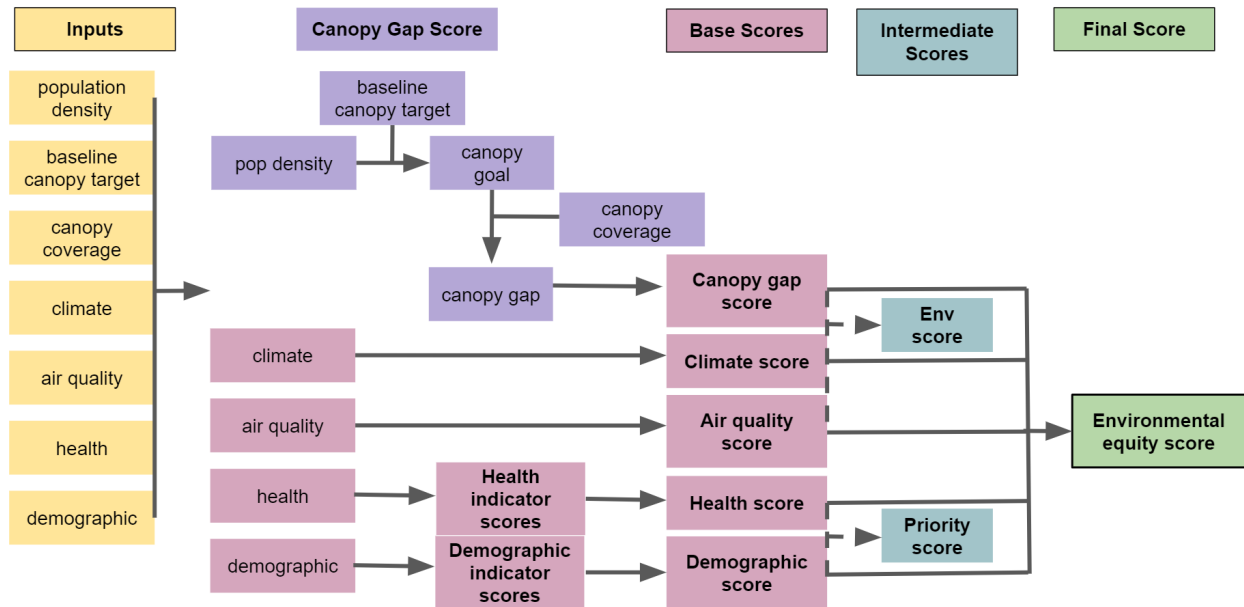 Inputs
Canopy Gap Score
Base Scores
Intermediate
Scores
Final Score
population
density
baseline
canopy target
canopy
coverage
climate
air quality
health
demographic
baseline
canopy target
pop density
canopy
goal
canopy
coverage
canopy gap
climate
air quality
health
demographic
Health
indicator
scores
Demographic
indicator
scores
Canopy gap
score
Climate score
Air quality
score
Health score
Demographic
score
Env
score
Priority
score
Environmental
equity score